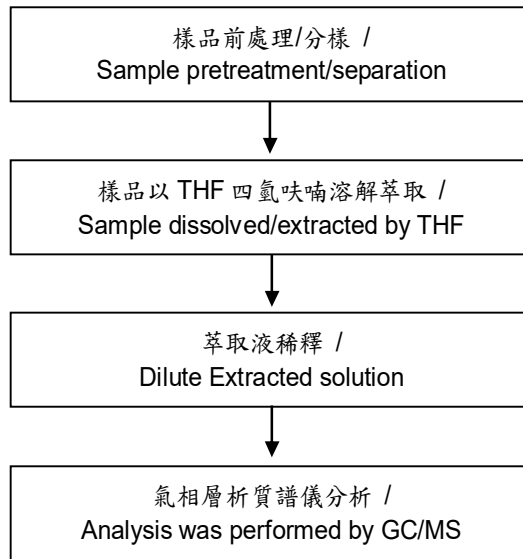 樣品前處理/分樣 /
Sample pretreatment/separation
樣品以 THF 四氫呋喃溶解萃取 /
Sample dissolved/extracted by THF
萃取液稀釋 /
Dilute Extracted solution
氣相層析質譜儀分析 /
Analysis was performed by GC/MS